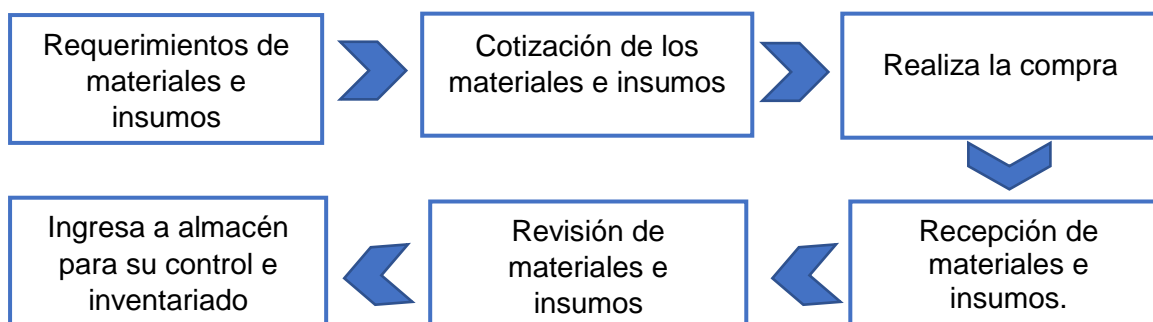 Requerimientos de
materiales e
insumos
Cotización de los
materiales e insumos
Realiza la compra
Recepción de
materiales e
insumos.
Revisión de
materiales e
insumos
Ingresa a almacén
para su control e
inventariado